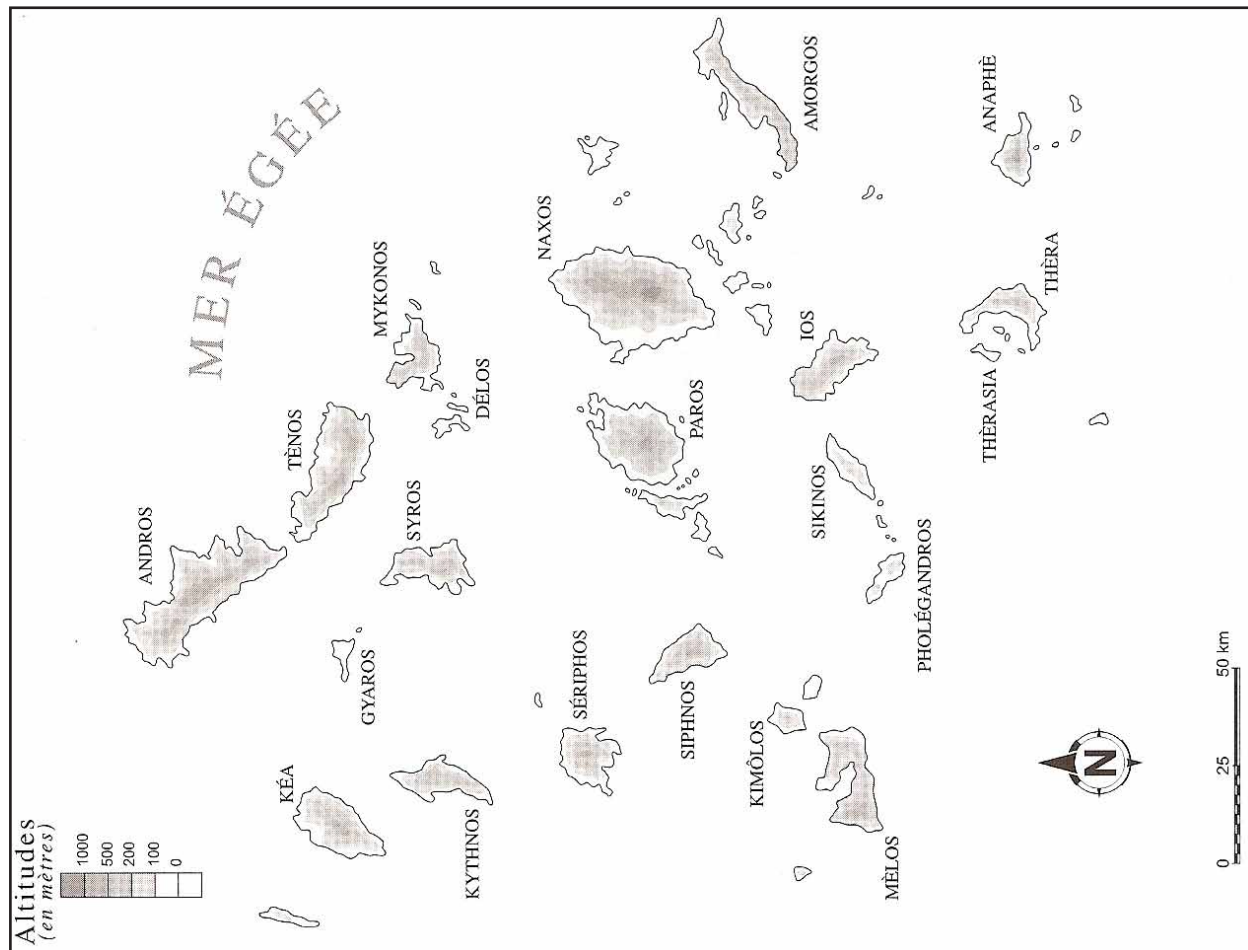 Altitudes
(en mètres)
1000
500
200
100
0
MER ÉGÉE
ANDROS
TÈNOS
MYKONOS
DÉLOS
SYROS
GYAROS
KÉA
KYTHNOS
NAXOS
PAROS
AMORGOS
SÉRIPHOS
SIPHNOS
IOS
SIKINOS
PHOLÉGANDROS
KIMÔLOS
MÈLOS
ANAPHÈ
THÈRA
THÈRASIA
N
0 25 50 km